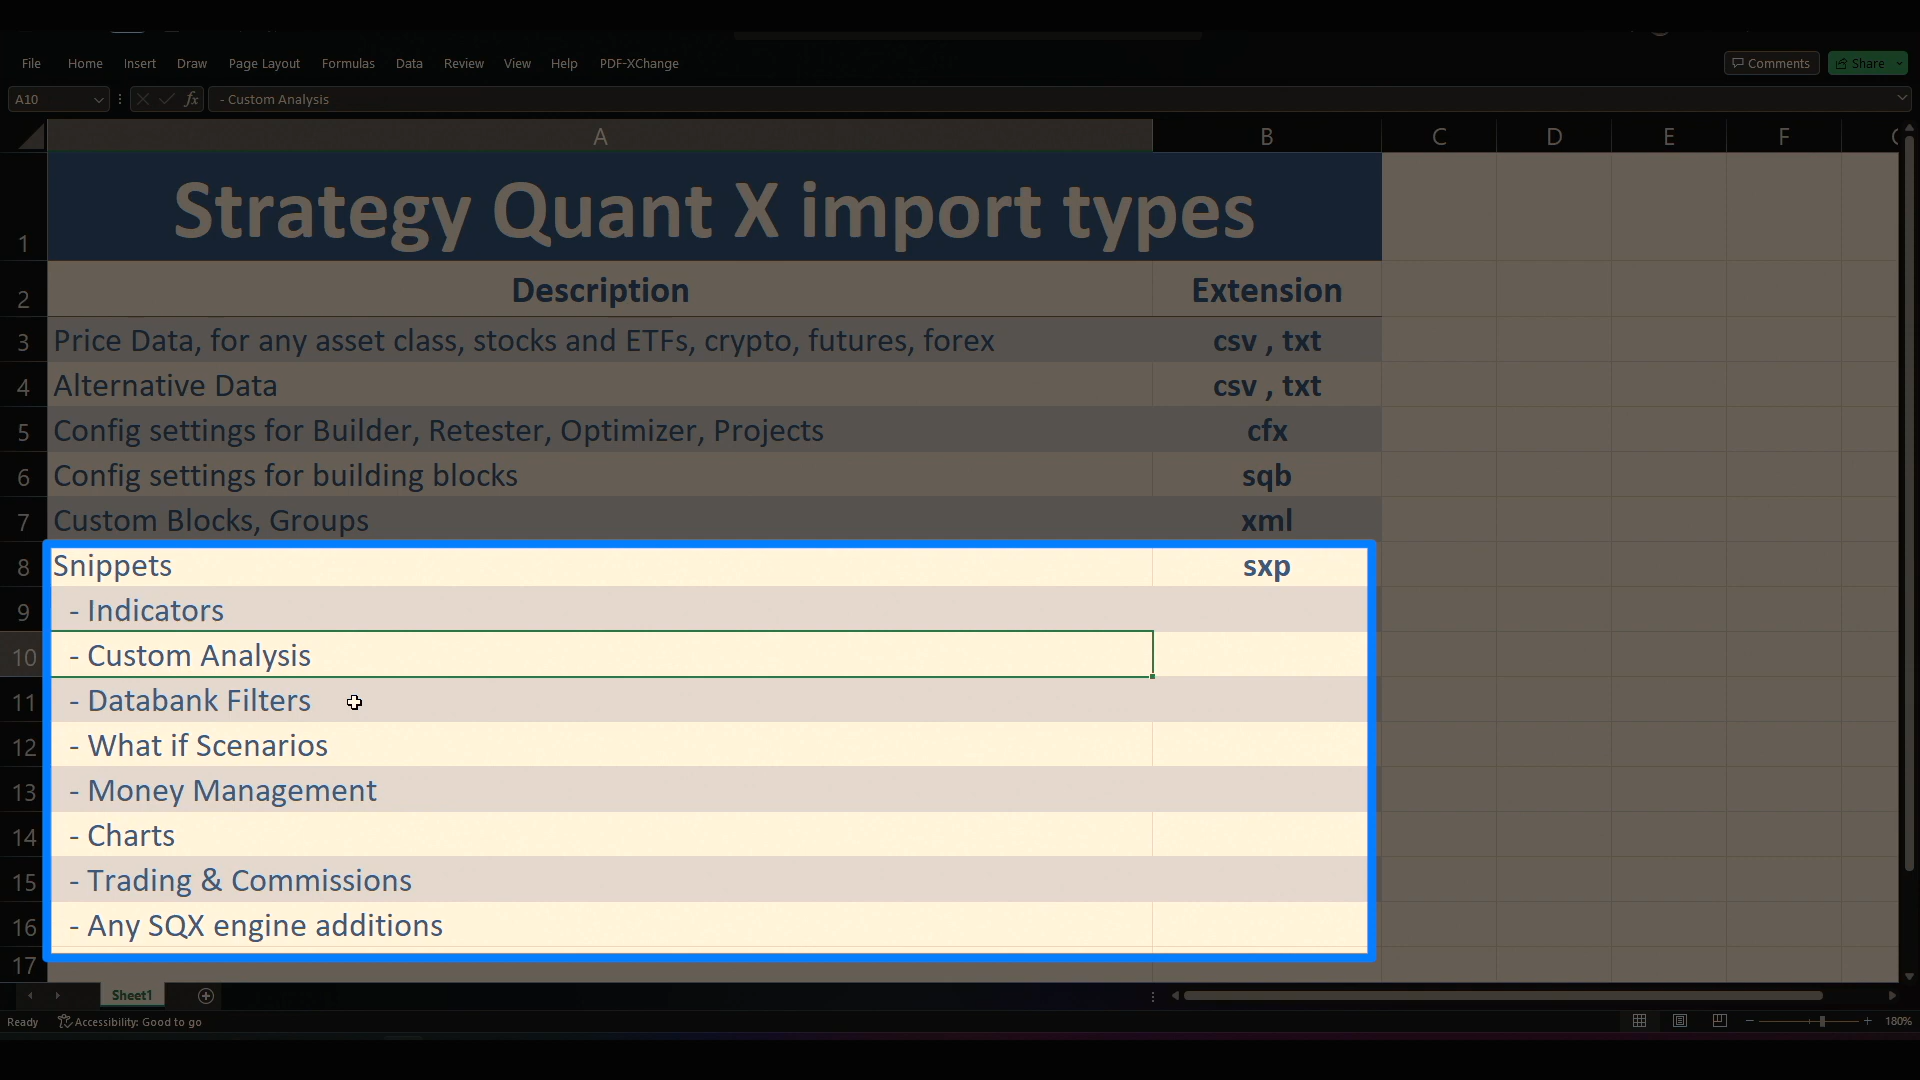 File Home Insert Draw Page Layout Formulas Data Review View Help PDF-XChange Comments Share
A10 fx - Custom Analysis
A B C D E F
1 Strategy Quant X import types
2 Description Extension
3 Price Data, for any asset class, stocks and ETFs, crypto, futures, forex csv , txt
4 Alternative Data csv , txt
5 Config settings for Builder, Retester, Optimizer, Projects cfx
6 Config settings for building blocks sqb
7 Custom Blocks, Groups xml
8 Snippets sxp
9 - Indicators
10 - Custom Analysis
11 - Databank Filters
12 - What if Scenarios
13 - Money Management
14 - Charts
15 - Trading & Commissions
16 - Any SQX engine additions
17
Sheet1
Ready Accessibility: Good to go 180%